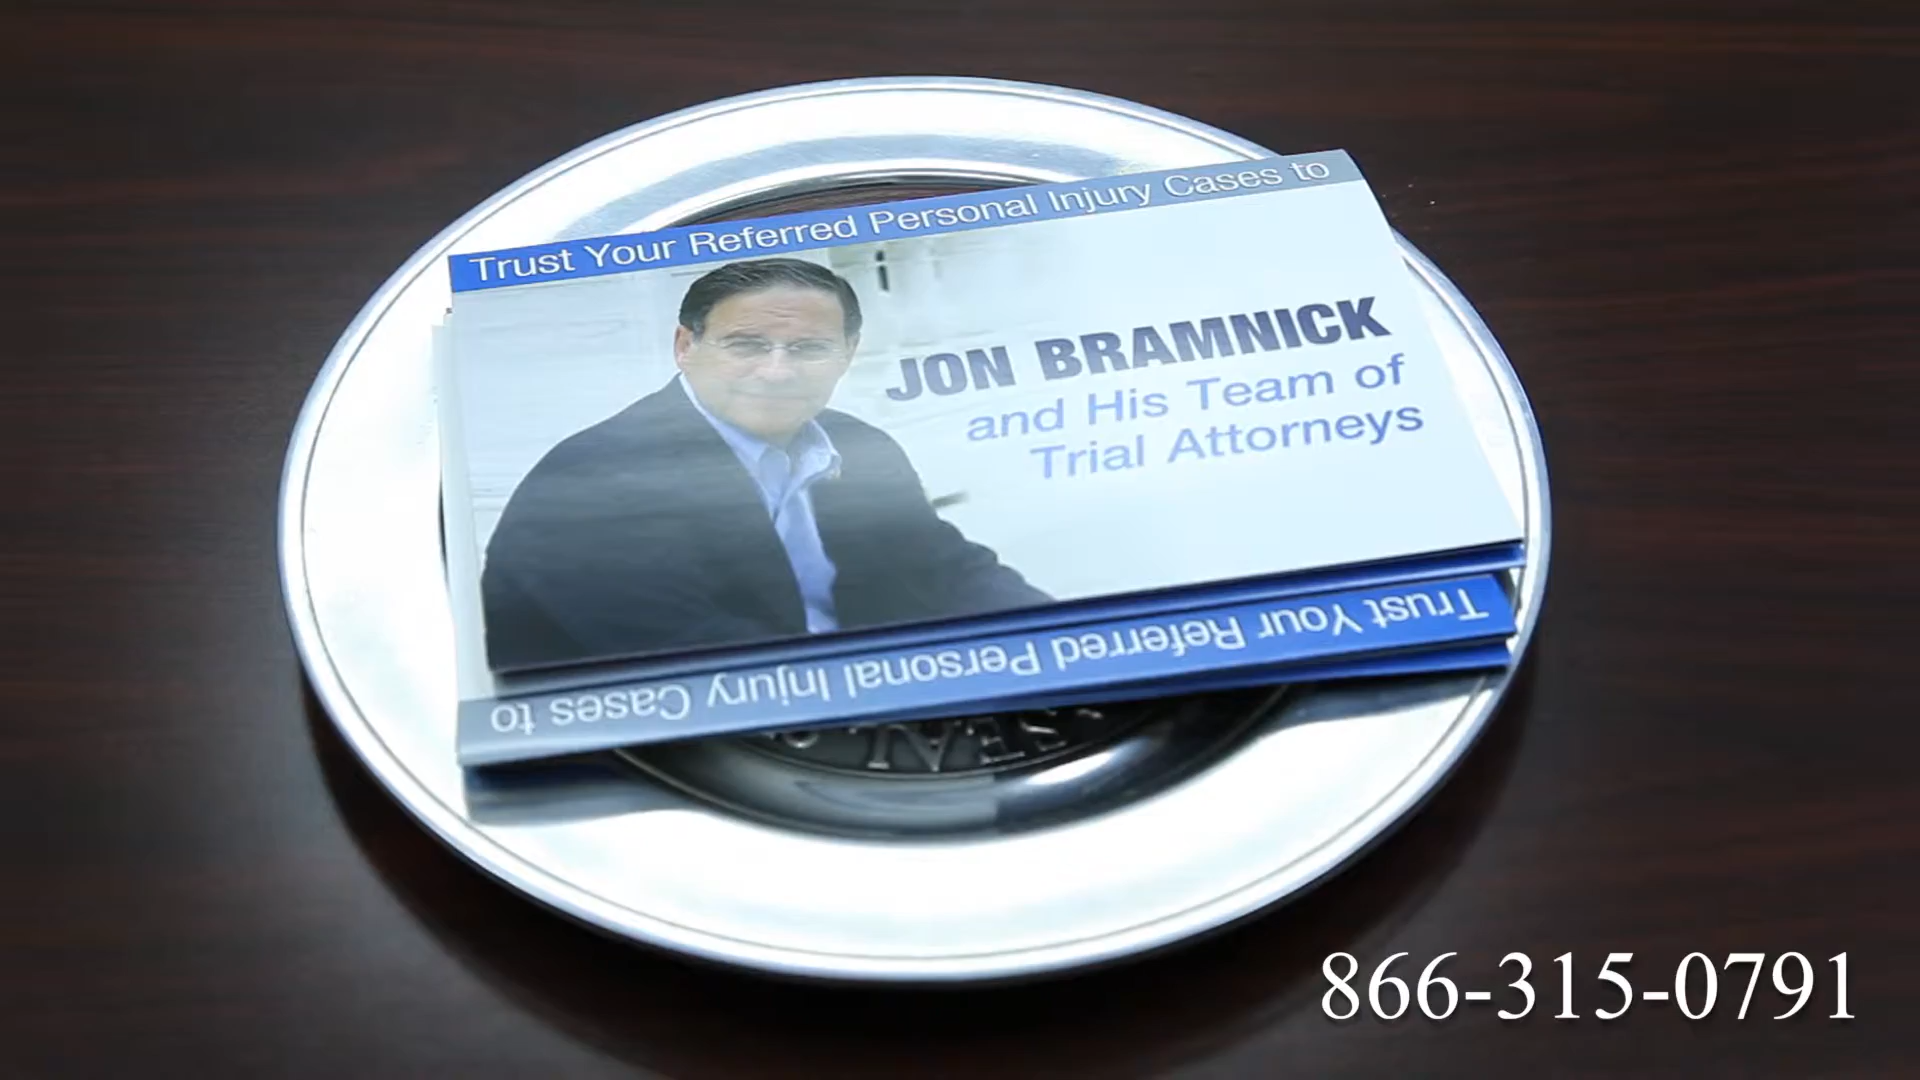 Trust Your Referred Personal Injury Cases to
JON BRAMNICK
and His Team of
Trial Attorneys
Trust Your Referred Personal Injury Cases to
866-315-0791